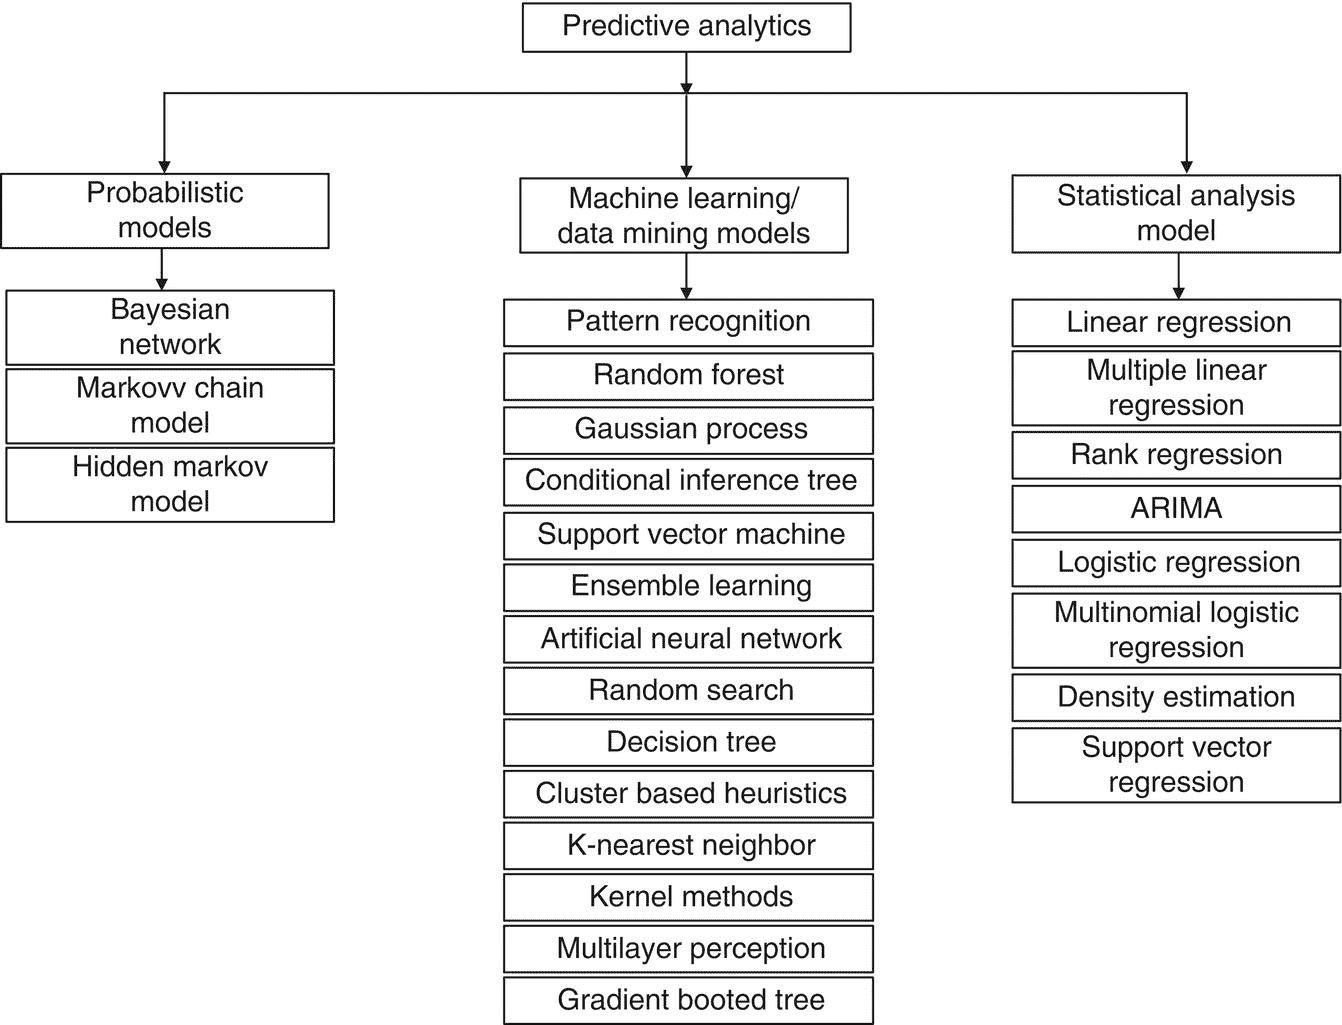 Predictive analytics
Probabilistic
models
Bayesian
network
Markovv chain
model
Hidden markov
model
Machine learning/
data mining models
Pattern recognition
Random forest
Gaussian process
Conditional inference tree
Support vector machine
Ensemble learning
Artificial neural network
Random search
Decision tree
Cluster based heuristics
K-nearest neighbor
Kernel methods
Multilayer perception
Gradient booted tree
Statistical analysis
model
Linear regression
Multiple linear
regression
Rank regression
ARIMA
Logistic regression
Multinomial logistic
regression
Density estimation
Support vector
regression